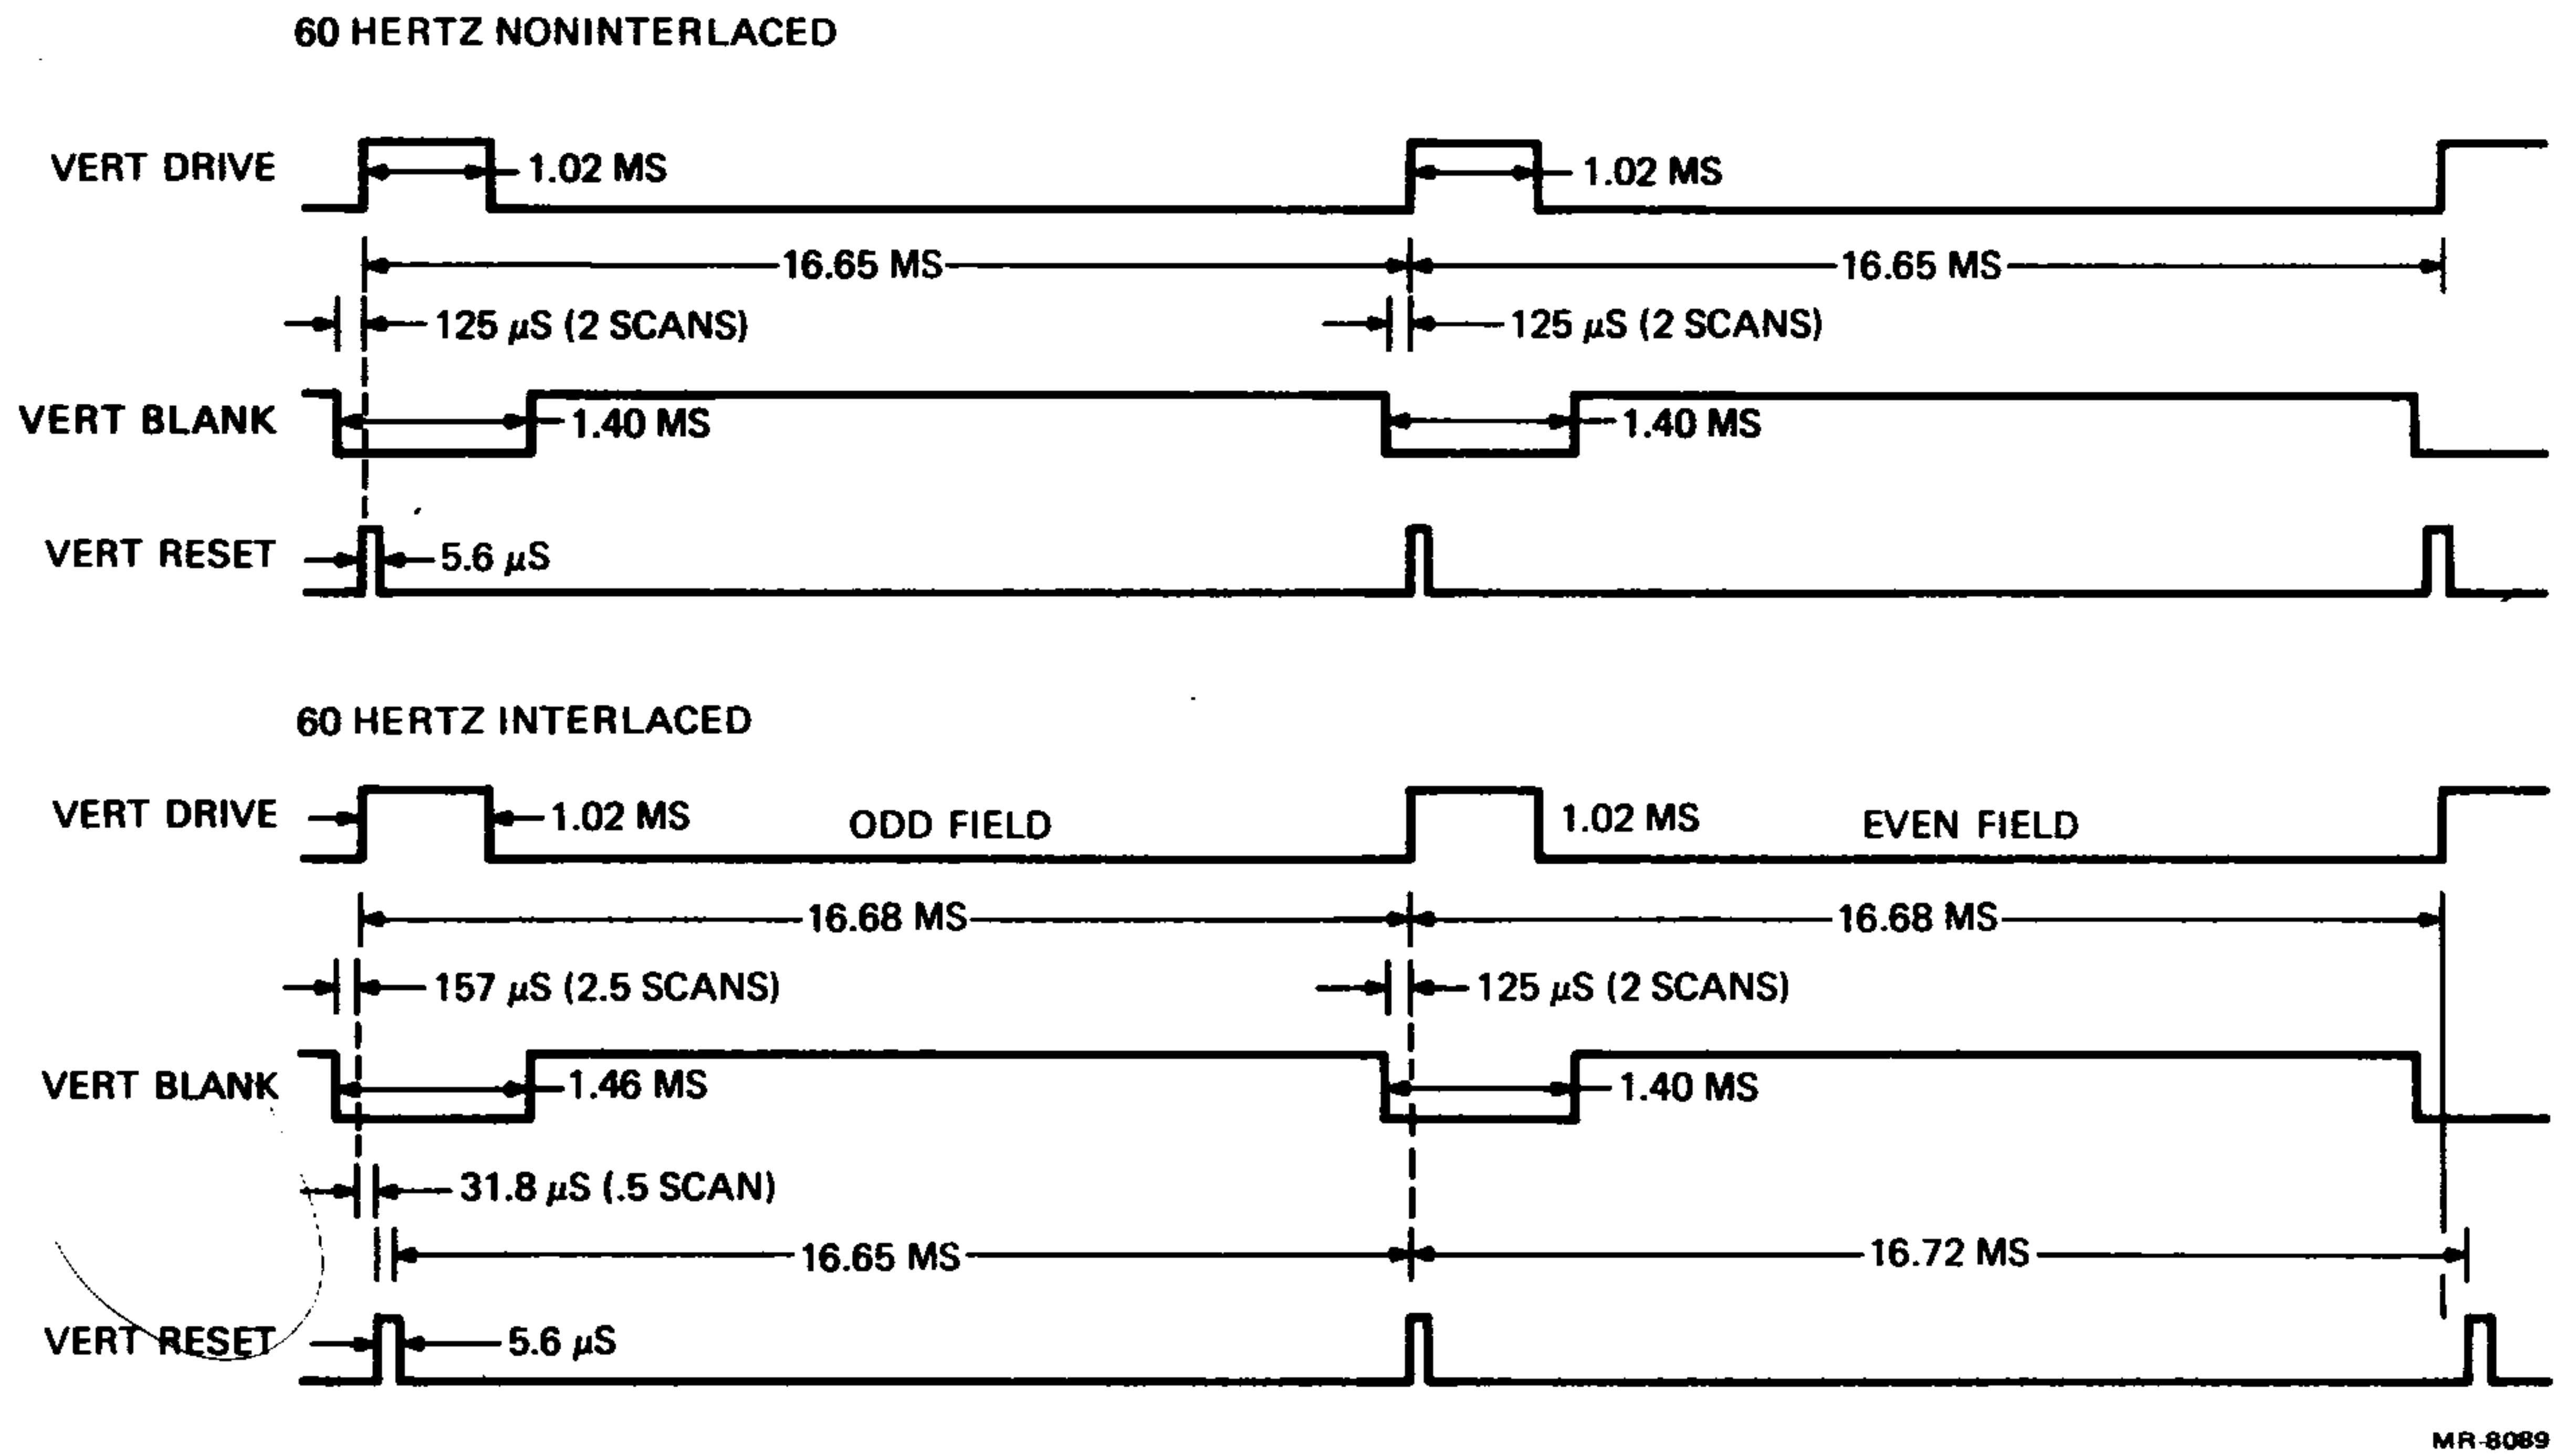 60 HERTZ NONINTERLACED
VERT DRIVE 1.02 MS 1.02 MS
16.65 MS 16.65 MS
125 µS (2 SCANS) 125 µS (2 SCANS)
VERT BLANK 1.40 MS 1.40 MS
VERT RESET 5.6 µS
60 HERTZ INTERLACED
VERT DRIVE 1.02 MS ODD FIELD 1.02 MS EVEN FIELD
16.68 MS 16.68 MS
157 µS (2.5 SCANS) 125 µS (2 SCANS)
VERT BLANK 1.46 MS 1.40 MS
31.8 µS (.5 SCAN)
16.65 MS 16.72 MS
VERT RESET 5.6 µS
MR-8089